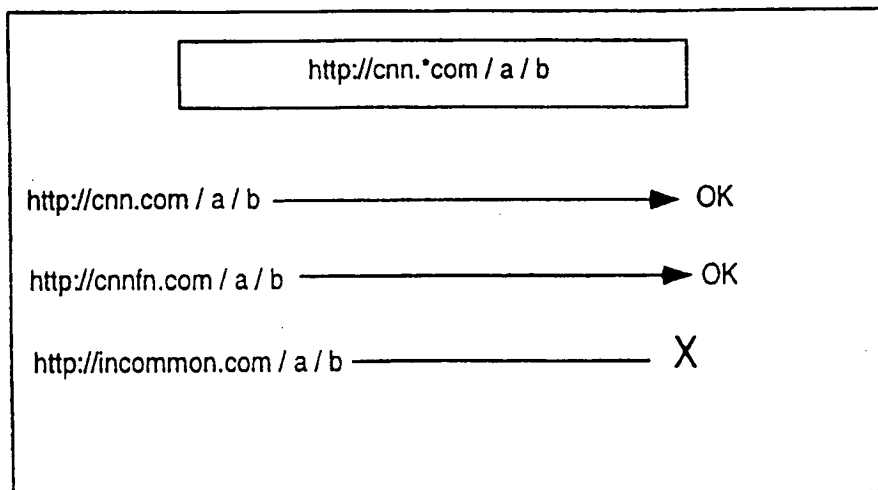 http://cnn.*com / a / b
http://cnn.com / a / b OK
http://cnnfn.com / a / b OK
http://incommon.com / a / b X